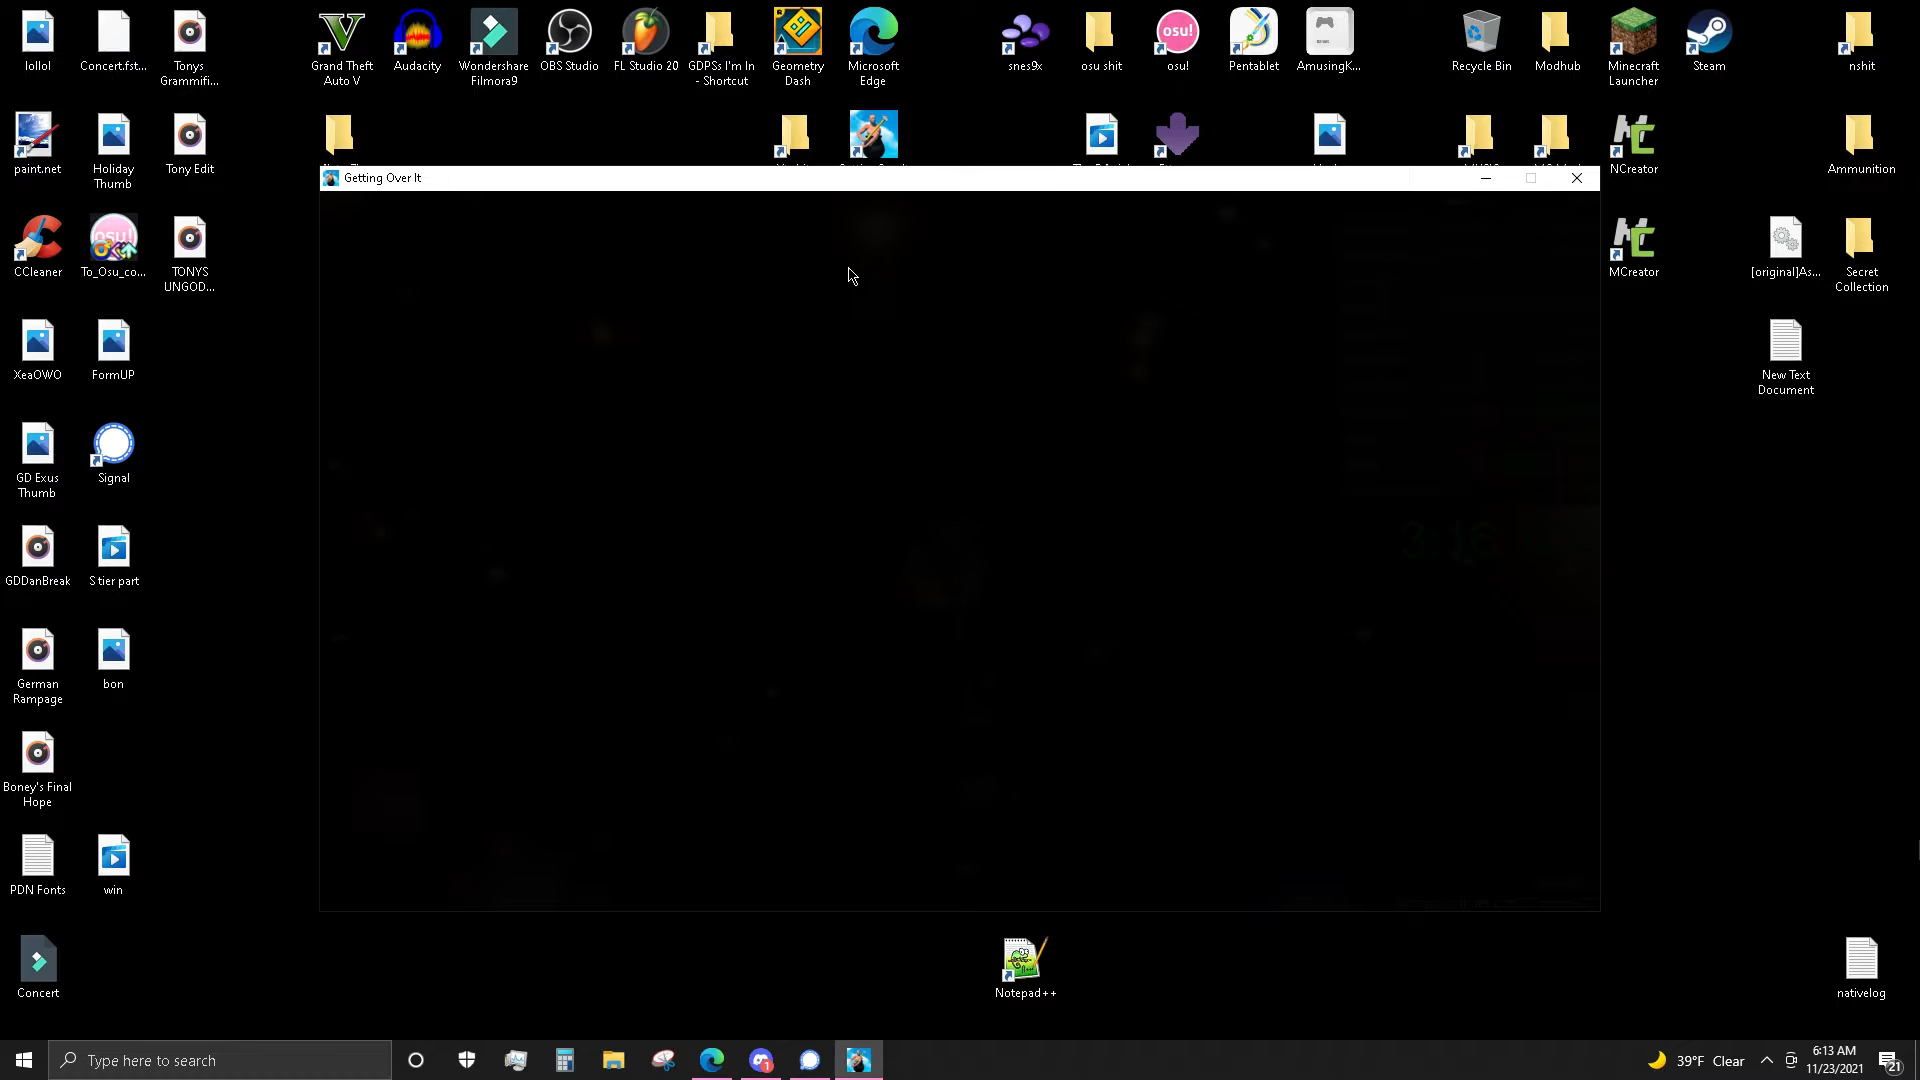 lollol
Concert.fst...
Tonys
Grammifi...
Grand Theft
Auto V
Audacity
Wondershare
Filmora9
OBS Studio
FL Studio 20
GDPSs I'm In
- Shortcut
Geometry
Dash
Microsoft
Edge
snes9x
osu shit
osu!
osu!
Pentablet
AmusingK...
Recycle Bin
Modhub
Minecraft
Launcher
Steam
nshit
paint.net
Holiday
Thumb
Tony Edit
NCreator
Ammunition
Getting Over It
CCleaner
To_Osu_co...
TONYS
UNGOD...
MCreator
[original]As...
Secret
Collection
XeaOWO
FormUP
New Text
Document
GD Exus
Thumb
Signal
3:16
GDDanBreak
S tier part
German
Rampage
bon
Boney's Final
Hope
PDN Fonts
win
Concert
Notepad++
nativelog
Type here to search
39°F Clear
6:13 AM
11/23/2021
21